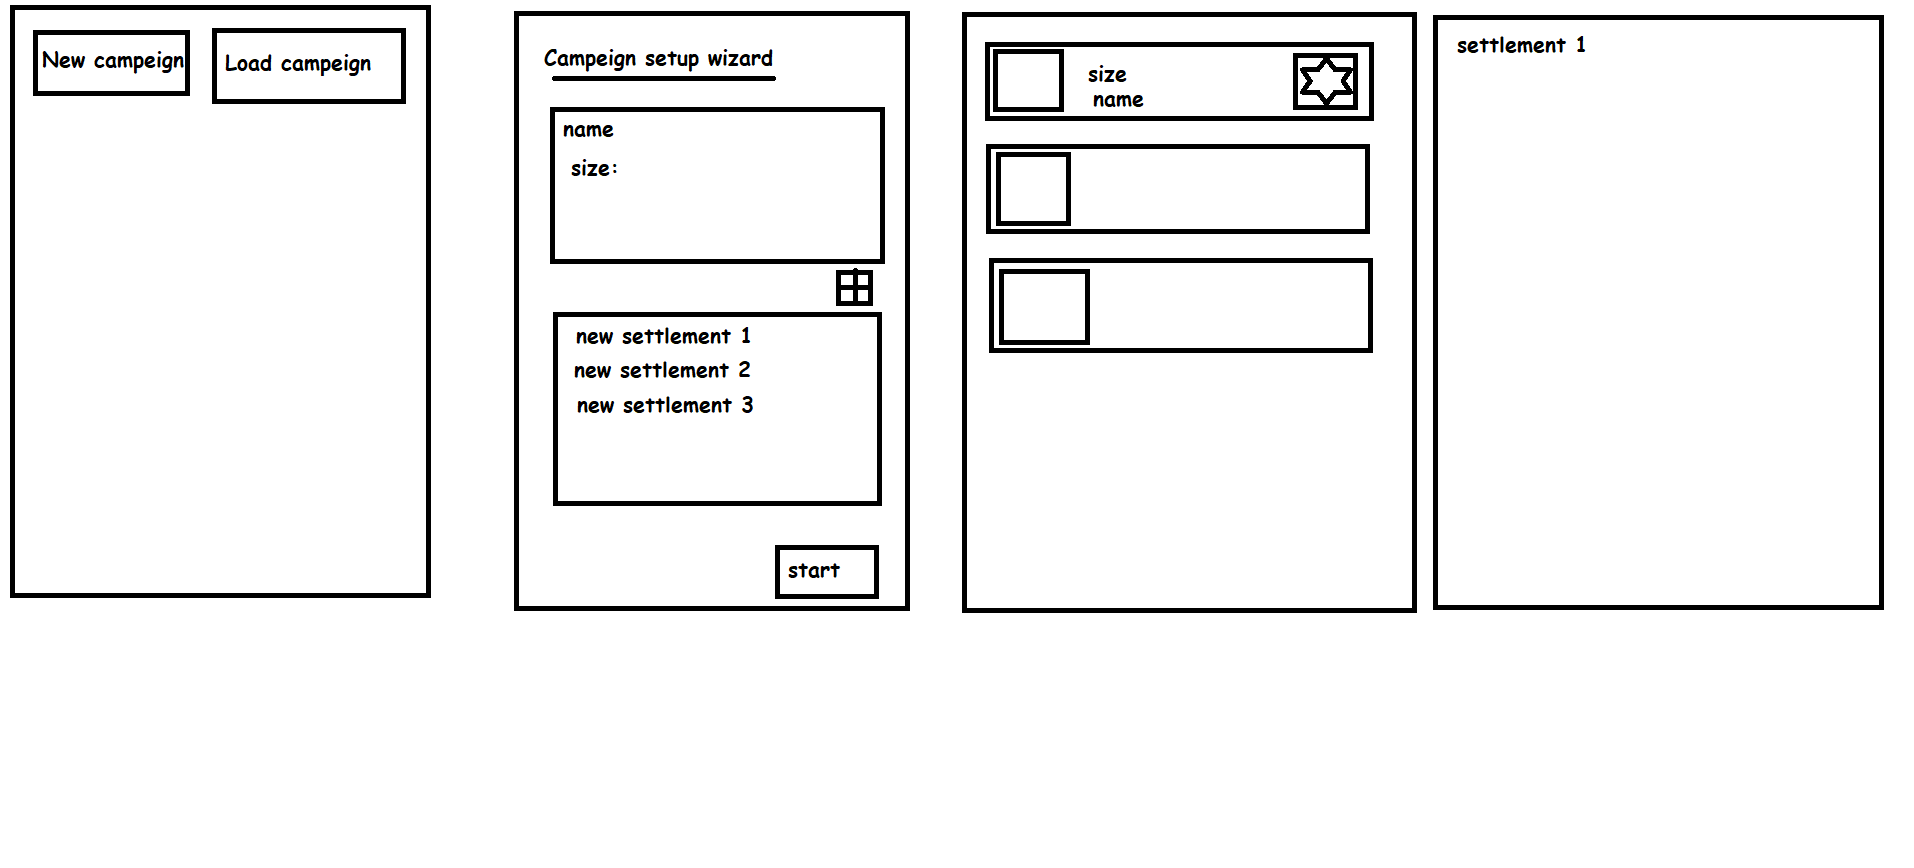 New campeign
Load campeign
Campeign setup wizard
name
size:
new settlement 1
new settlement 2
new settlement 3
start
size
name
settlement 1